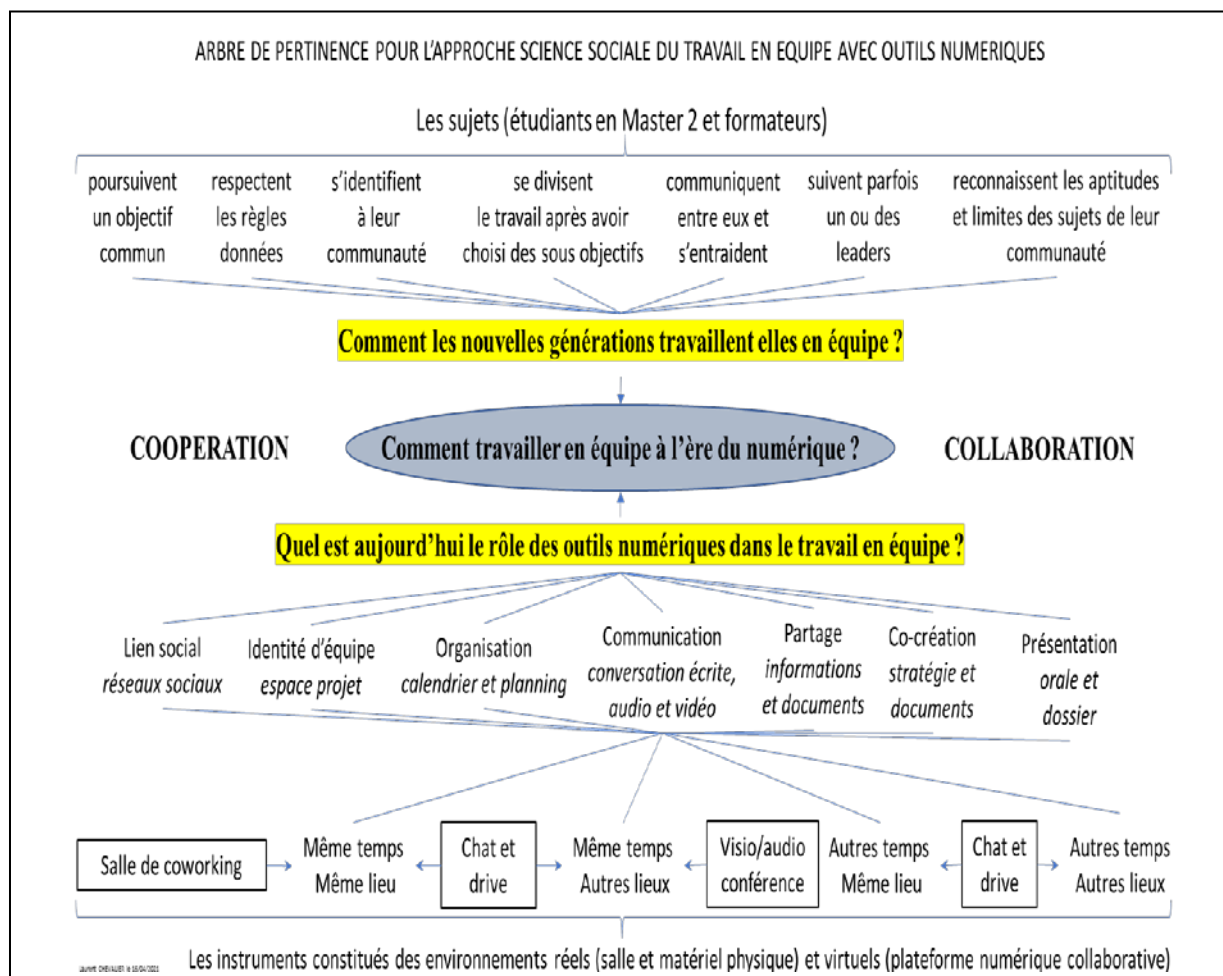 ARBRE DE PERTINENCE POUR L'APPROCHE SCIENCE SOCIALE DU TRAVAIL EN EQUIPE AVEC OUTILS NUMERIQUES
Les sujets (étudiants en Master 2 et formateurs)
poursuivent
un objectif
commun
respectent
les règles
données
s'identifient
à leur
communauté
se divisent
le travail après avoir
choisi des sous objectifs
communiquent
entre eux et
s'entraident
suivent parfois
un ou des
leaders
reconnaissent les aptitudes
et limites des sujets de leur
communauté
Comment les nouvelles générations travaillent elles en équipe ?
COOPERATION
Comment travailler en équipe à l'ère du numérique ?
COLLABORATION
Quel est aujourd'hui le rôle des outils numériques dans le travail en équipe ?
Lien social
réseaux sociaux
Identité d'équipe
espace projet
Organisation
calendrier et planning
Communication
conversation écrite,
audio et vidéo
Partage
informations
et documents
Co-création
stratégie et
documents
Présentation
orale et
dossier
Salle de coworking
Même temps
Même lieu
Chat et
drive
Même temps
Autres lieux
Visio/audio
conférence
Autres temps
Même lieu
Chat et
drive
Autres temps
Autres lieux
Laurent CHEVALIER le 16/04/2021
Les instruments constitués des environnements réels (salle et matériel physique) et virtuels (plateforme numérique collaborative)